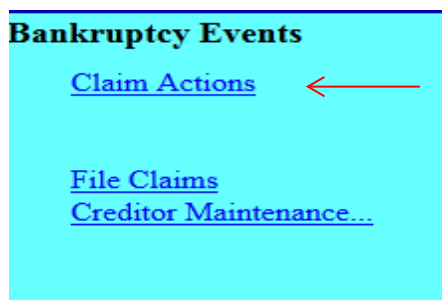 Bankruptcy Events
Claim Actions
File Claims
Creditor Maintenance...